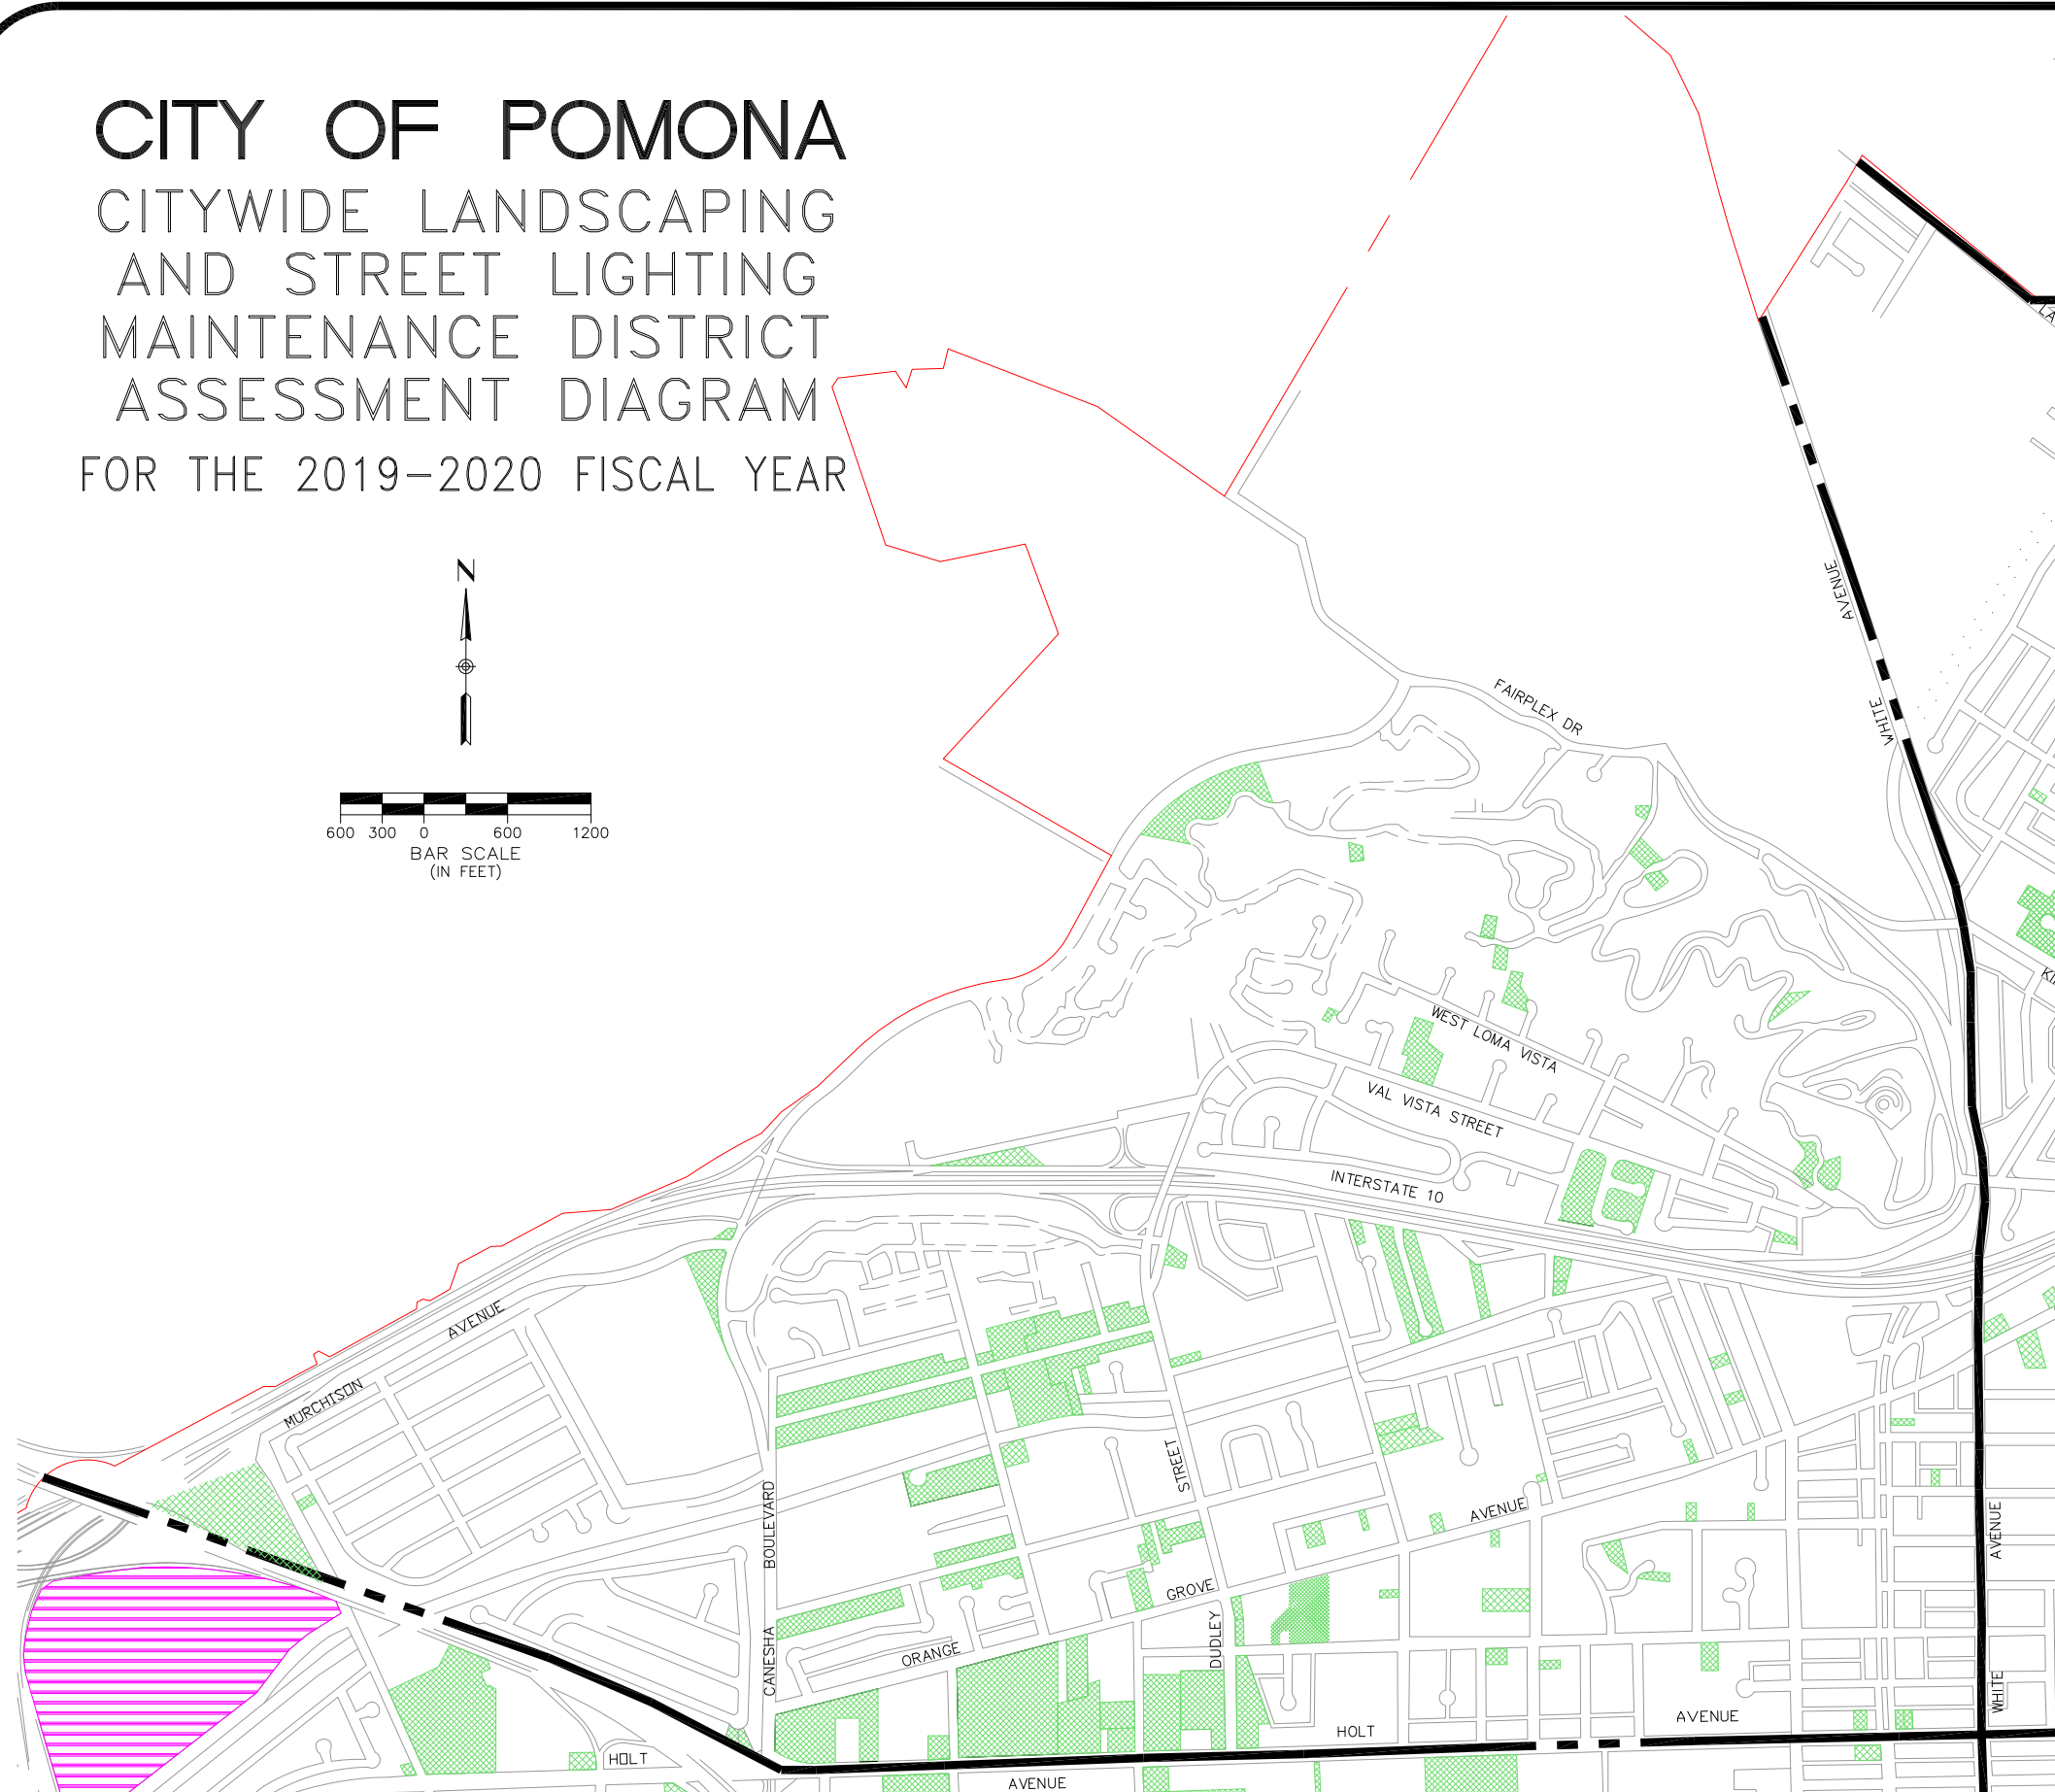 CITY OF POMONA
CITYWIDE LANDSCAPING
AND STREET LIGHTING
MAINTENANCE DISTRICT
ASSESSMENT DIAGRAM
FOR THE 2019-2020 FISCAL YEAR
N
600 300 0 600 1200
BAR SCALE
(IN FEET)
LA
AVENUE
WHITE
FAIRPLEX DR
KI
WEST LOMA VISTA
VAL VISTA STREET
INTERSTATE 10
AVENUE
MURCHISON
STREET
BOULEVARD
CANESHA
AVENUE
GROVE
ORANGE
DUDLEY
AVENUE
WHITE
HOLT
AVENUE
HOLT
AVENUE